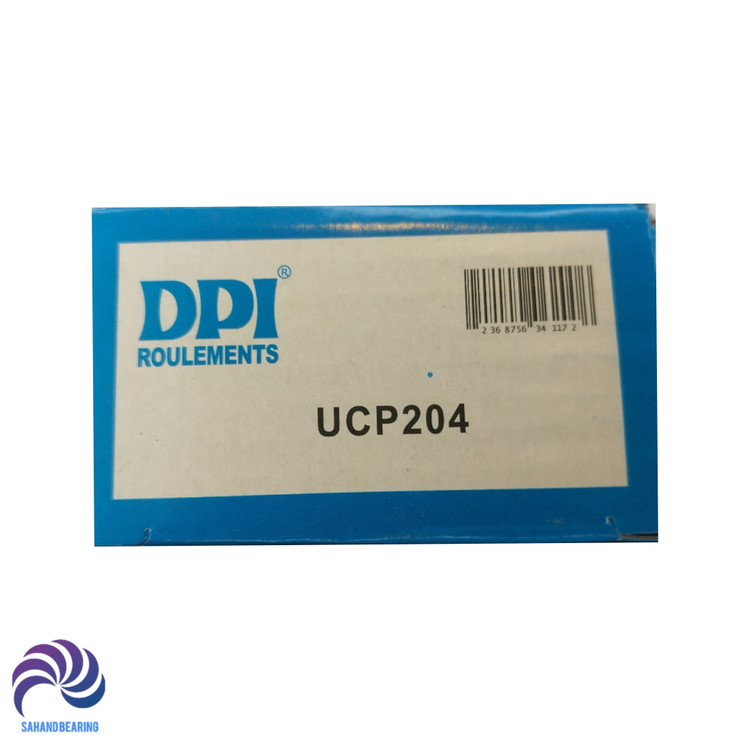 DPI®
ROULEMENTS
2 36 8756 34 117 2
UCP204
SAHANDBEARING